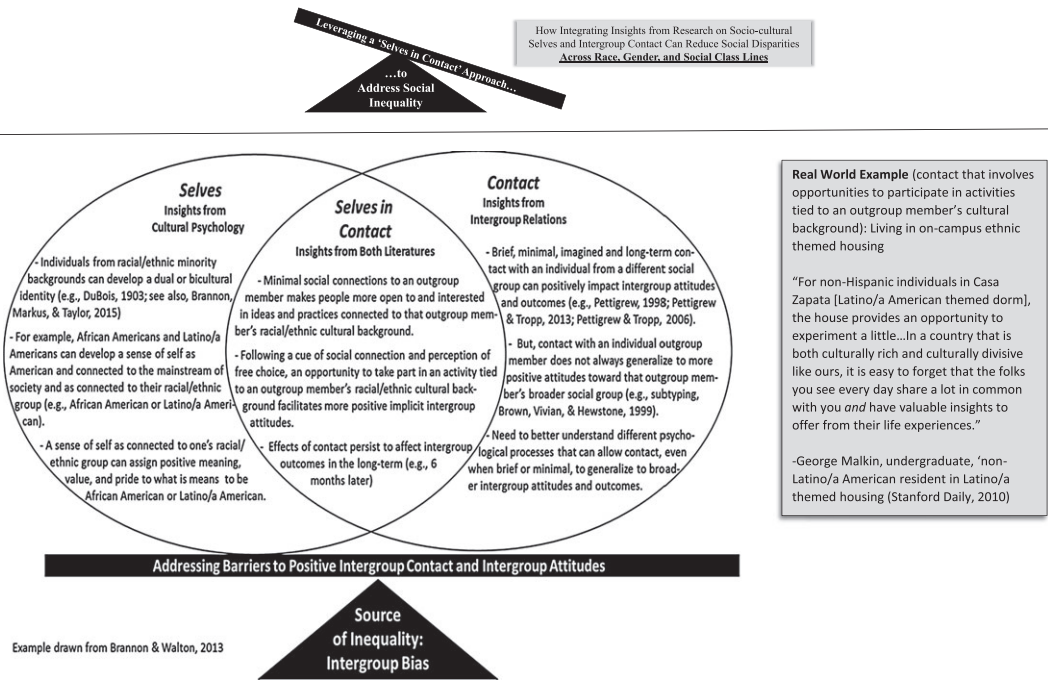 Leveraging a ‘Selves in Contact’ Approach…
…to
Address Social
Inequality
How Integrating Insights from Research on Socio-cultural
Selves and Intergroup Contact Can Reduce Social Disparities
Across Race, Gender, and Social Class Lines
Selves
Insights from
Cultural Psychology
- Individuals from racial/ethnic minority
backgrounds can develop a dual or bicultural
identity (e.g., DuBois, 1903; see also, Brannon,
Markus, & Taylor, 2015)
- For example, African Americans and Latino/a
Americans can develop a sense of self as
American and connected to the mainstream of
society and as connected to their racial/ethnic
group (e.g., African American or Latino/a Ameri-
can).
- A sense of self as connected to one’s racial/
ethnic group can assign positive meaning,
value, and pride to what is means to be
African American or Latino/a American.
Selves in
Contact
Insights from Both Literatures
- Minimal social connections to an outgroup
member makes people more open to and interested
in ideas and practices connected to that outgroup mem-
ber’s racial/ethnic cultural background.
- Following a cue of social connection and perception of
free choice, an opportunity to take part in an activity tied
to an outgroup member’s racial/ethnic cultural back-
ground facilitates more positive implicit intergroup
attitudes.
- Effects of contact persist to affect intergroup
outcomes in the long-term (e.g., 6
months later)
Contact
Insights from
Intergroup Relations
- Brief, minimal, imagined and long-term con-
tact with an individual from a different social
group can positively impact intergroup attitudes
and outcomes (e.g., Pettigrew, 1998; Pettigrew
& Tropp, 2013; Pettigrew & Tropp, 2006).
- But, contact with an individual outgroup
member does not always generalize to more
positive attitudes toward that outgroup mem-
ber’s broader social group (e.g., subtyping,
Brown, Vivian, & Hewstone, 1999).
- Need to better understand different psycho-
logical processes that can allow contact, even
when brief or minimal, to generalize to broad-
er intergroup attitudes and outcomes.
Real World Example (contact that involves
opportunities to participate in activities
tied to an outgroup member’s cultural
background): Living in on-campus ethnic
themed housing
“For non-Hispanic individuals in Casa
Zapata [Latino/a American themed dorm],
the house provides an opportunity to
experiment a little…In a country that is
both culturally rich and culturally divisive
like ours, it is easy to forget that the folks
you see every day share a lot in common
with you and have valuable insights to
offer from their life experiences.”
-George Malkin, undergraduate, ‘non-
Latino/a American resident in Latino/a
themed housing (Stanford Daily, 2010)
Addressing Barriers to Positive Intergroup Contact and Intergroup Attitudes
Source
of Inequality:
Intergroup Bias
Example drawn from Brannon & Walton, 2013